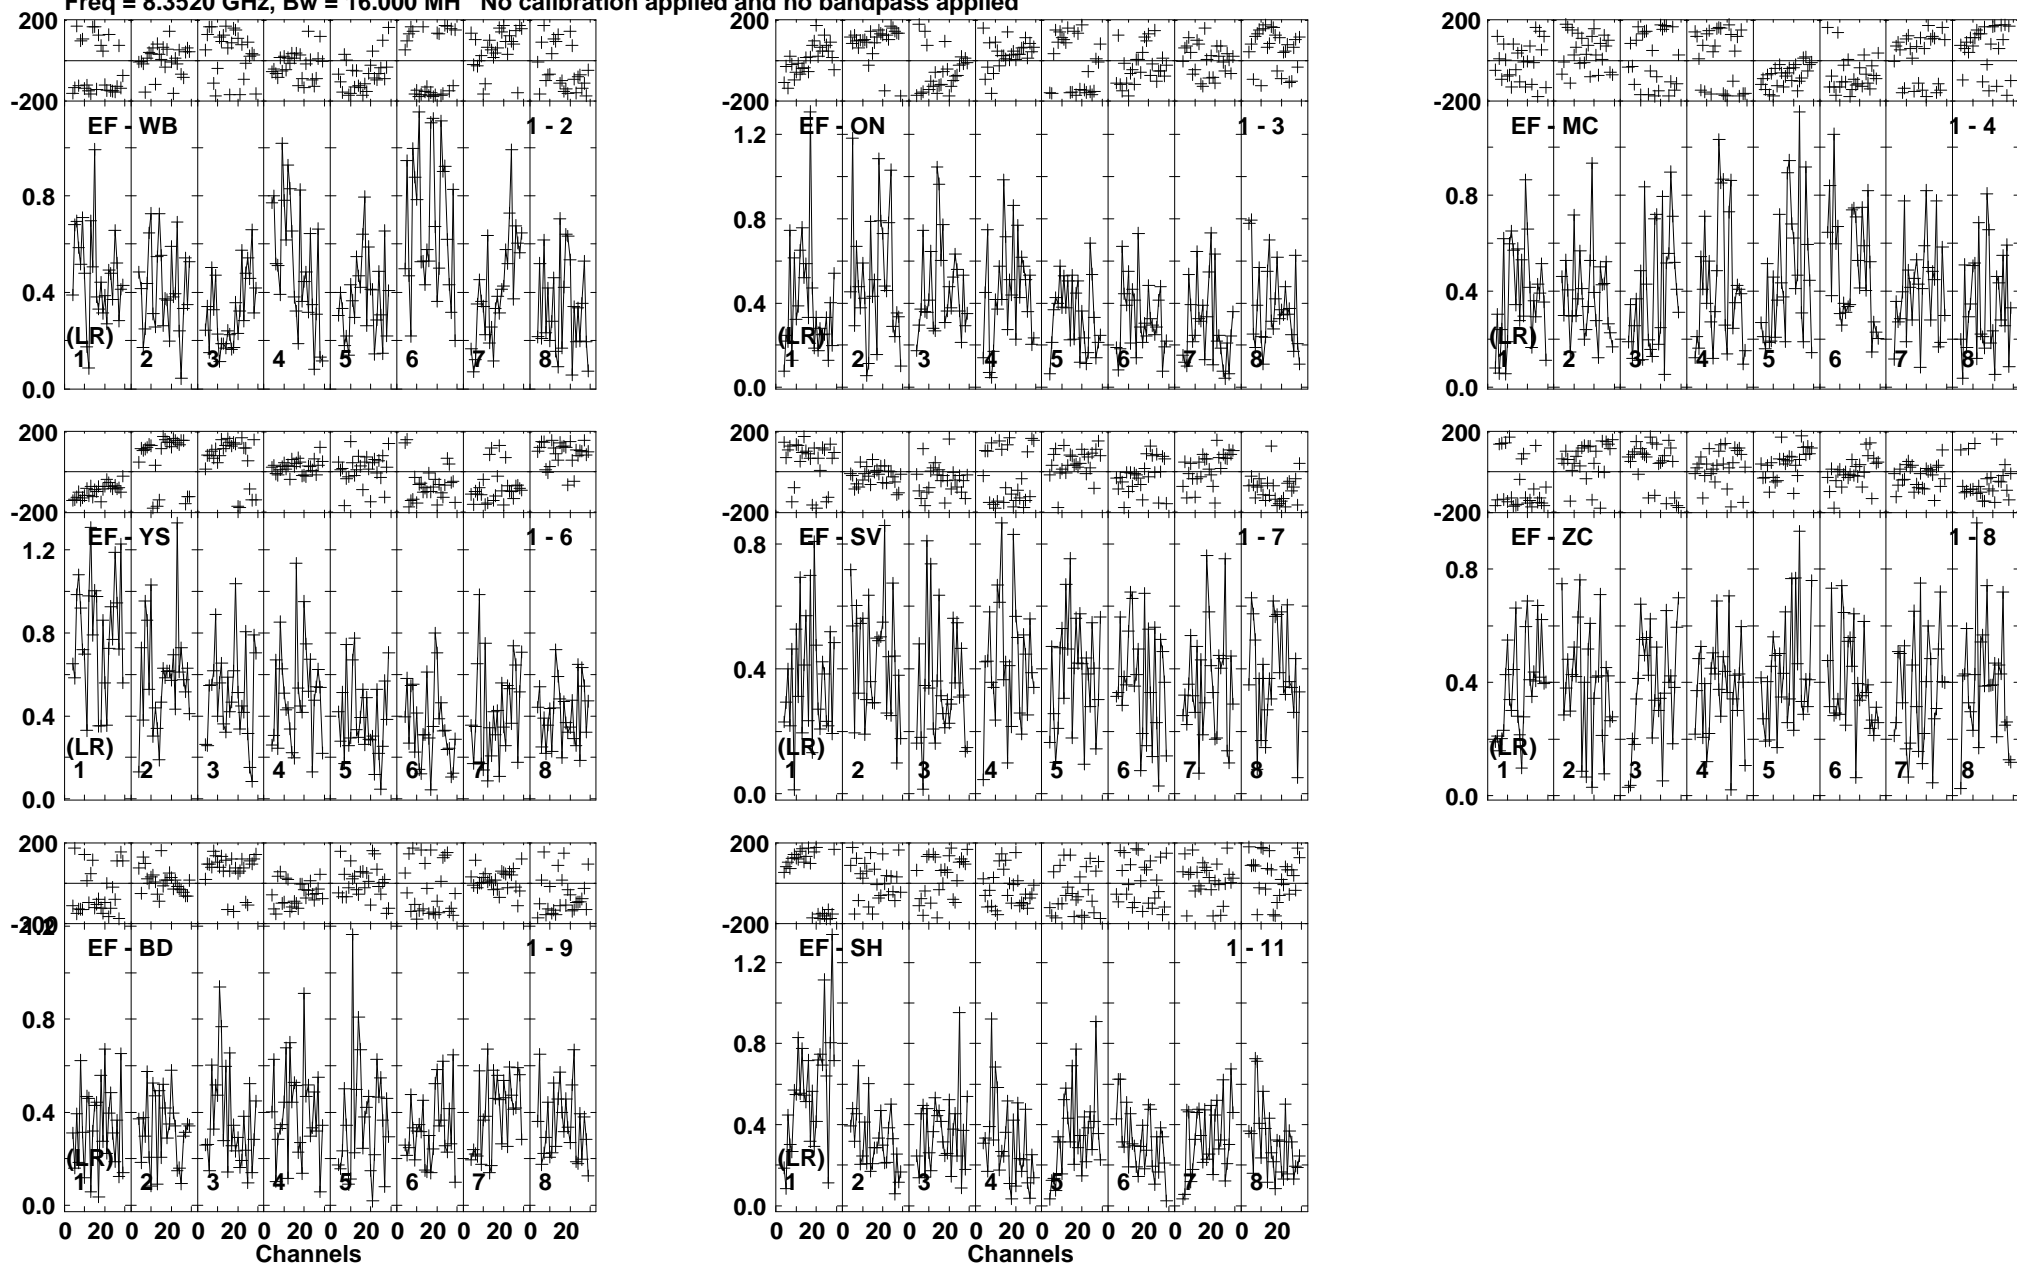 Freq = 8.3520 GHz, Bw = 16.000 MH No calibration applied and no bandpass applied
200 200 200
-200 -200 -200
EF - WB 1 - 2 EF - ON 1 - 3 EF - MC 1 - 4
1.2
0.8 0.8 0.8
0.4 0.4 0.4
(LR) (LR) (LR)
1 2 3 4 5 6 7 8 1 2 3 4 5 6 7 8 1 2 3 4 5 6 7 8
0.0 0.0 0.0
200 200 200
-200 -200 -200
EF - YS 1 - 6 EF - SV 1 - 7 EF - ZC 1 - 8
1.2 0.8
0.8 0.8
0.4 0.4 0.4
(LR) (LR) (LR)
1 2 3 4 5 6 7 8 1 2 3 4 5 6 7 8 1 2 3 4 5 6 7 8
0.0 0.0 0.0
200 200
-200 -200
1.2
EF - BD 1 - 9 EF - SH 1 - 11
1.2
0.8 0.8
0.4 0.4
(LR) (LR)
1 2 3 4 5 6 7 8 1 2 3 4 5 6 7 8
0.0 0.0
0 20 0 20 0 20 0 20 0 20 0 20 0 20 0 20 0 20 0 20 0 20 0 20 0 20 0 20 0 20 0 20
Channels Channels